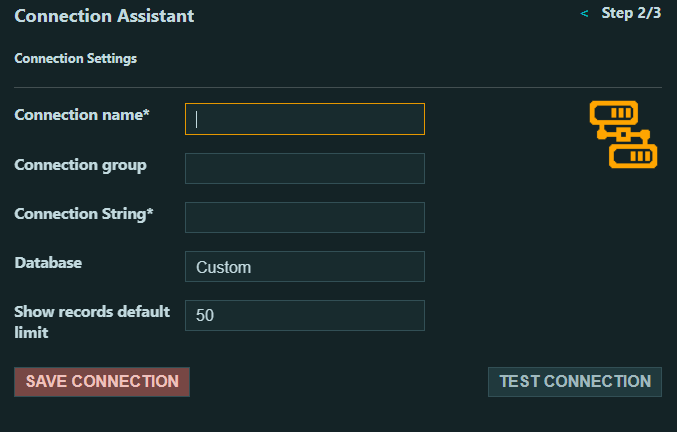 Connection Assistant
< Step 2/3
Connection Settings
Connection name*
Connection group
Connection String*
Database
Custom
Show records default
limit
50
SAVE CONNECTION
TEST CONNECTION